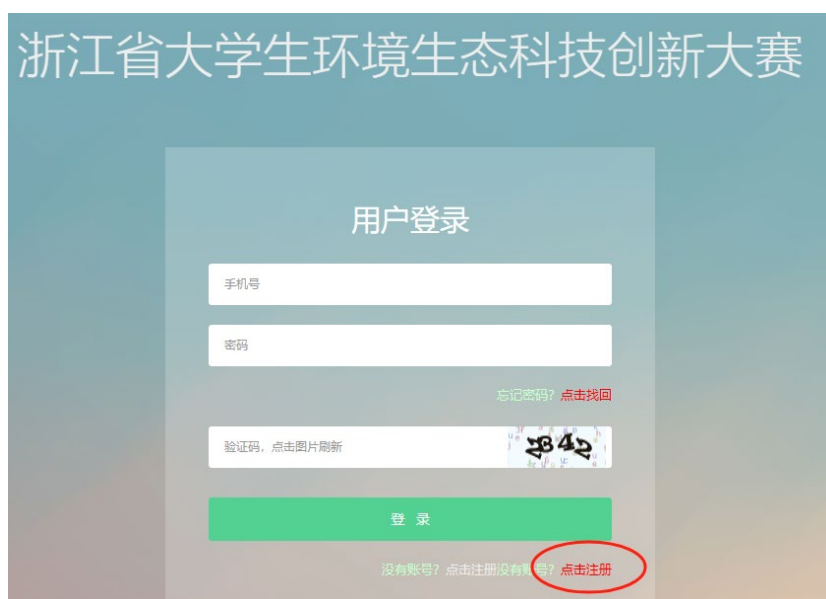 浙江省大学生环境生态科技创新大赛
用户登录
手机号
密码
忘记密码? 点击找回
验证码，点击图片刷新
登 录
没有账号? 点击注册没有账号? 点击注册